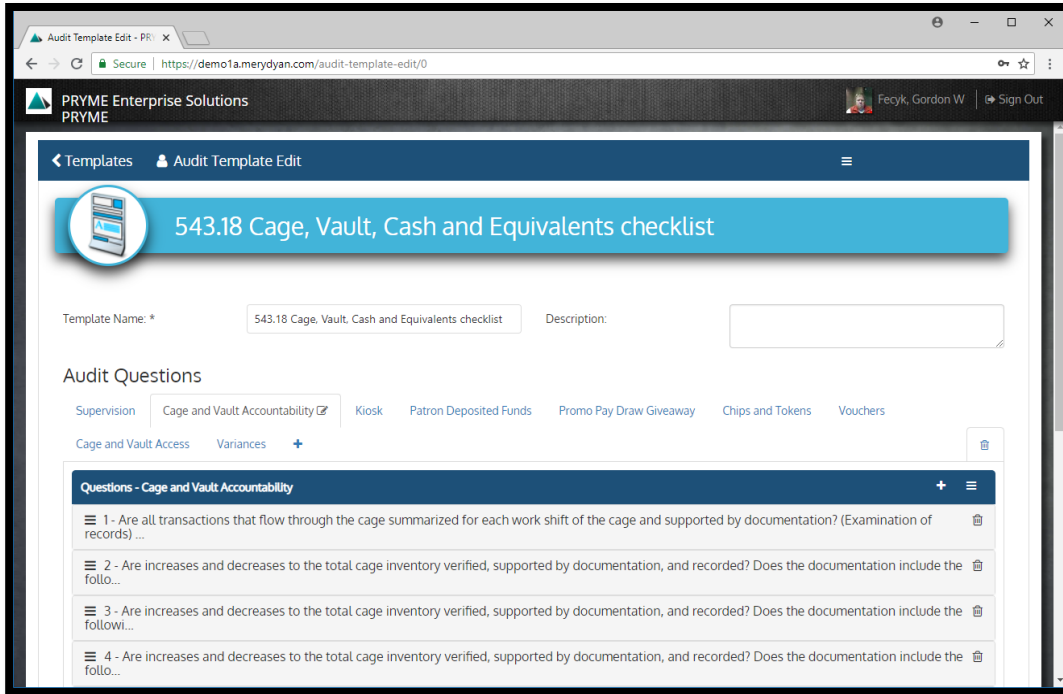 Audit Template Edit - PR
Secure | https://demo1a.merydyan.com/audit-template-edit/0
PRYME Enterprise Solutions
PRYME
Fecyk, Gordon W
Sign Out
Templates
Audit Template Edit
543.18 Cage, Vault, Cash and Equivalents checklist
Template Name: *
543.18 Cage, Vault, Cash and Equivalents checklist
Description:
Audit Questions
Supervision
Cage and Vault Accountability
Kiosk
Patron Deposited Funds
Promo Pay Draw Giveaway
Chips and Tokens
Vouchers
Cage and Vault Access
Variances
Questions - Cage and Vault Accountability
1 - Are all transactions that flow through the cage summarized for each work shift of the cage and supported by documentation? (Examination of
records) ...
2 - Are increases and decreases to the total cage inventory verified, supported by documentation, and recorded? Does the documentation include the
follo...
3 - Are increases and decreases to the total cage inventory verified, supported by documentation, and recorded? Does the documentation include the
followi...
4 - Are increases and decreases to the total cage inventory verified, supported by documentation, and recorded? Does the documentation include the
follo...